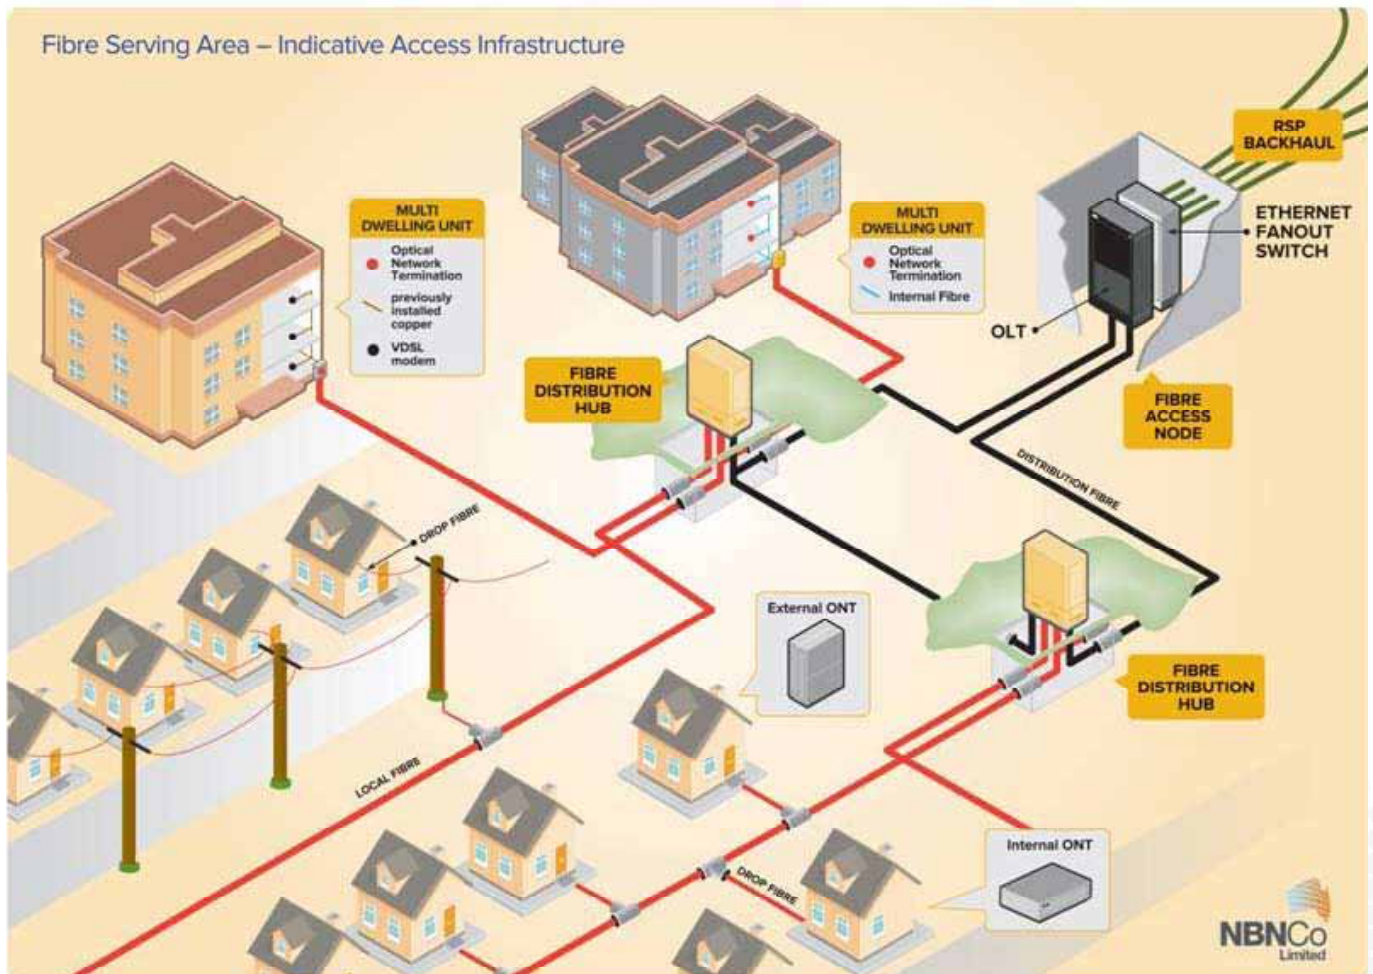 Fibre Serving Area – Indicative Access Infrastructure
RSP
BACKHAUL
MULTI
DWELLING UNIT
Optical
Network
Termination
previously
installed
copper
VDSL
modem
MULTI
DWELLING UNIT
Optical
Network
Termination
Internal Fibre
ETHERNET
FANOUT
SWITCH
OLT
FIBRE
DISTRIBUTION
HUB
FIBRE
ACCESS
NODE
DISTRIBUTION FIBRE
DROP FIBRE
External ONT
FIBRE
DISTRIBUTION
HUB
LOCAL FIBRE
Internal ONT
DROP FIBRE
NBNCo
Limited